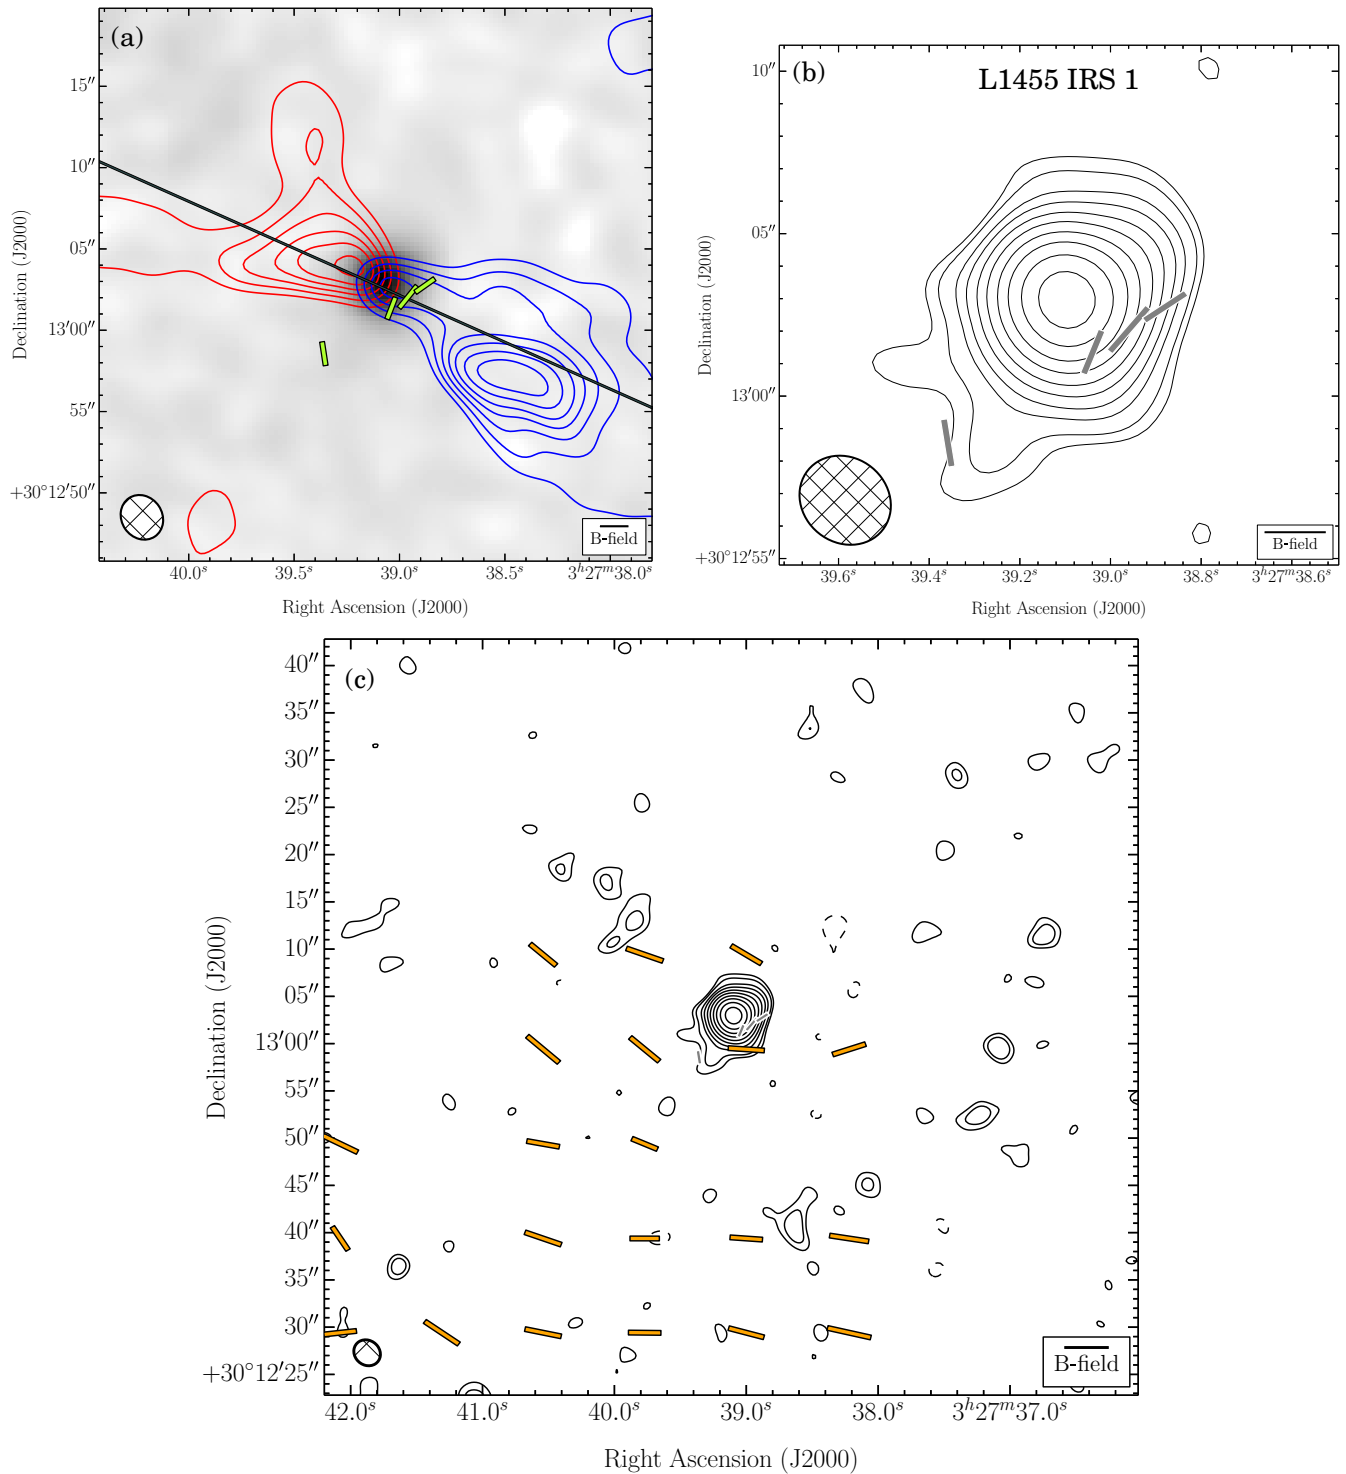 (a)
15″
10″
05″
13′00″
55″
+30°12′50″
Declination (J2000)
B-field
40.0ˢ 39.5ˢ 39.0ˢ 38.5ˢ 3ʰ27ᵐ38.0ˢ
Right Ascension (J2000)
(b)
L1455 IRS 1
10″
05″
13′00″
+30°12′55″
Declination (J2000)
B-field
39.6ˢ 39.4ˢ 39.2ˢ 39.0ˢ 38.8ˢ 3ʰ27ᵐ38.6ˢ
Right Ascension (J2000)
(c)
40″
35″
30″
25″
20″
15″
10″
05″
13′00″
55″
50″
45″
40″
35″
30″
+30°12′25″
Declination (J2000)
B-field
42.0ˢ 41.0ˢ 40.0ˢ 39.0ˢ 38.0ˢ 3ʰ27ᵐ37.0ˢ
Right Ascension (J2000)